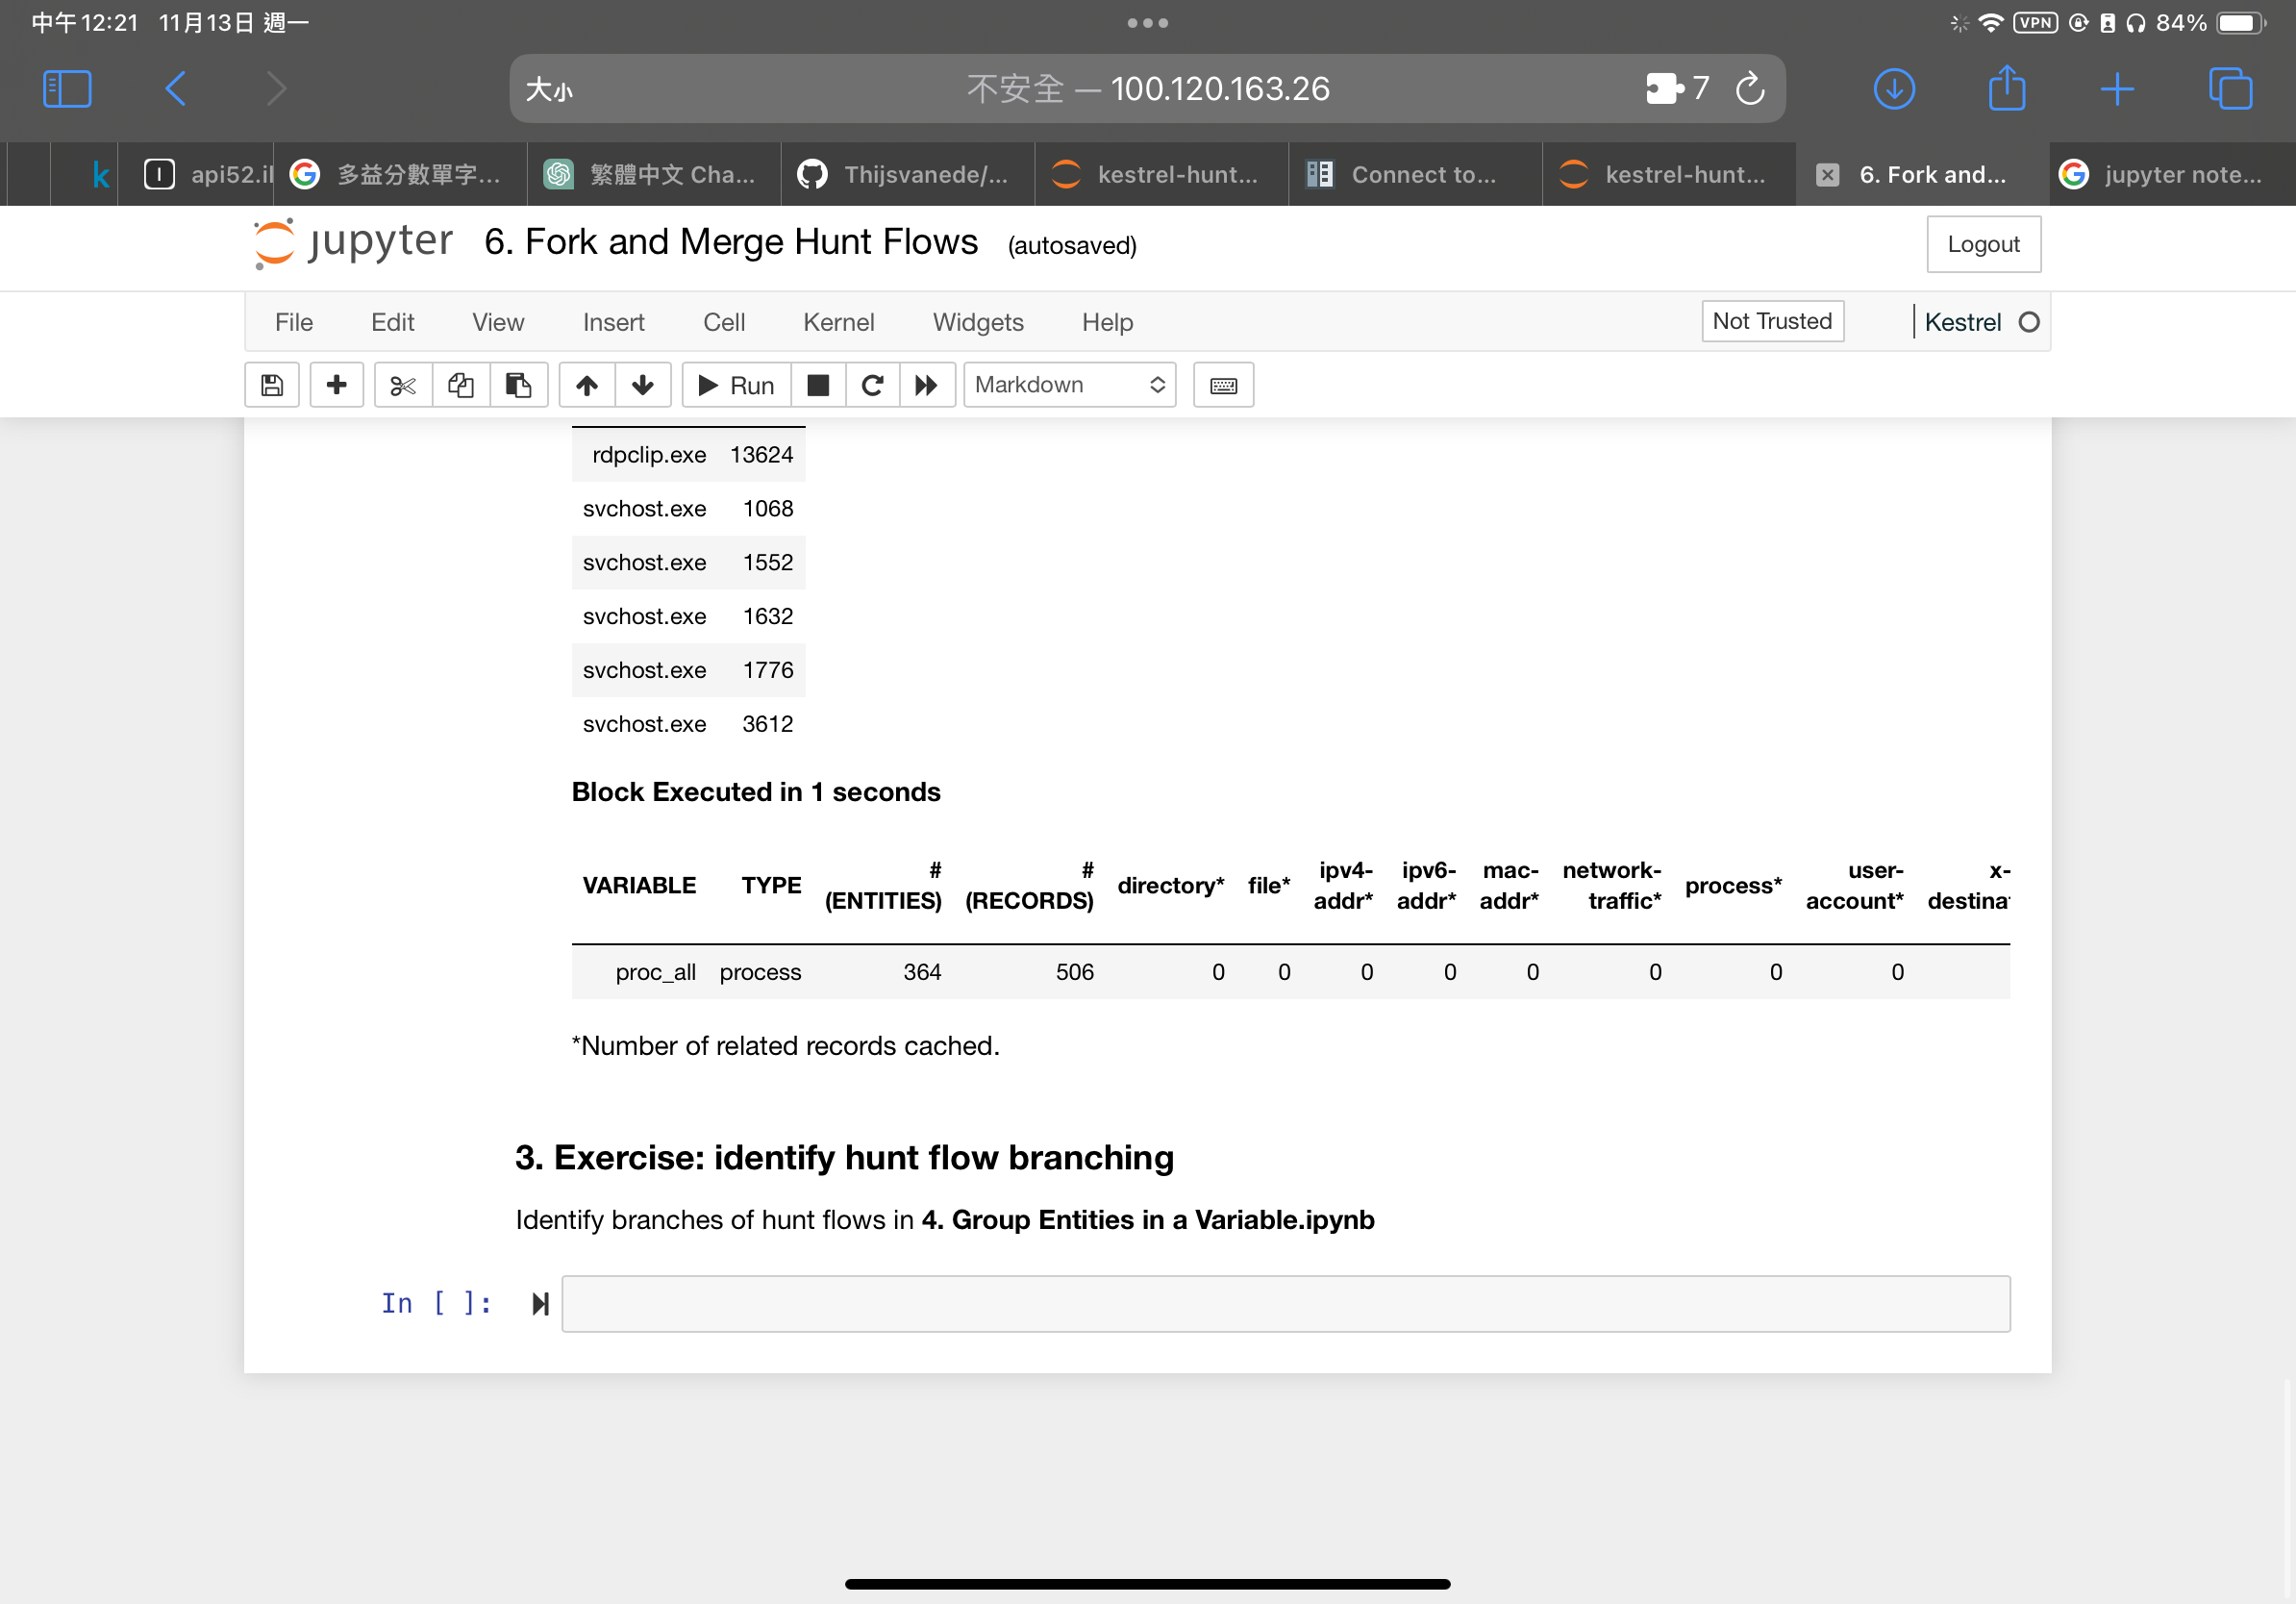 中午12:21 11月13日 週一
VPN 84%
大小 不安全 — 100.120.163.26 7
k api52.il 多益分數單字... 繁體中文 Cha... Thijsvanede/... kestrel-hunt... Connect to... kestrel-hunt... 6. Fork and... jupyter note...
jupyter 6. Fork and Merge Hunt Flows (autosaved) Logout
File Edit View Insert Cell Kernel Widgets Help Not Trusted Kestrel
Run Markdown
rdpclip.exe 13624
svchost.exe 1068
svchost.exe 1552
svchost.exe 1632
svchost.exe 1776
svchost.exe 3612
Block Executed in 1 seconds
VARIABLE TYPE # (ENTITIES) # (RECORDS) directory* file* ipv4-addr* ipv6-addr* mac-addr* network-traffic* process* user-account* x-destina
proc_all process 364 506 0 0 0 0 0 0 0 0
*Number of related records cached.
3. Exercise: identify hunt flow branching
Identify branches of hunt flows in 4. Group Entities in a Variable.ipynb
In [ ]: